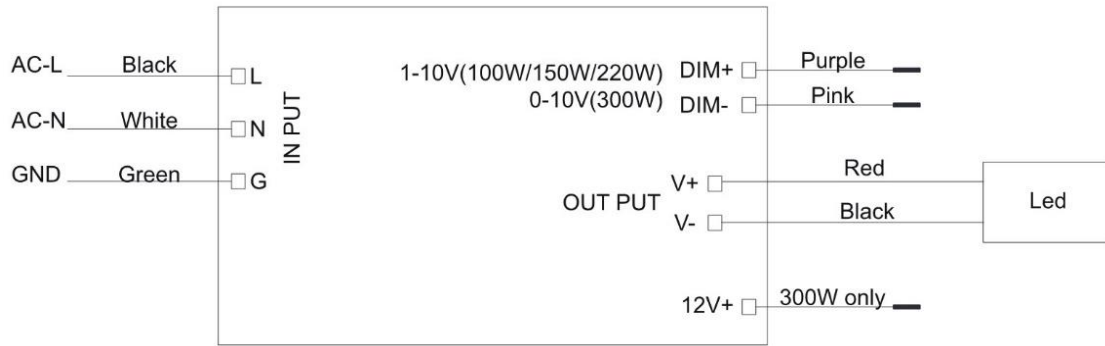 AC-L Black L
AC-N White N
GND Green G
IN PUT
1-10V(100W/150W/220W) DIM+ Purple
0-10V(300W) DIM- Pink
OUT PUT
V+ Red
V- Black
Led
12V+ 300W only